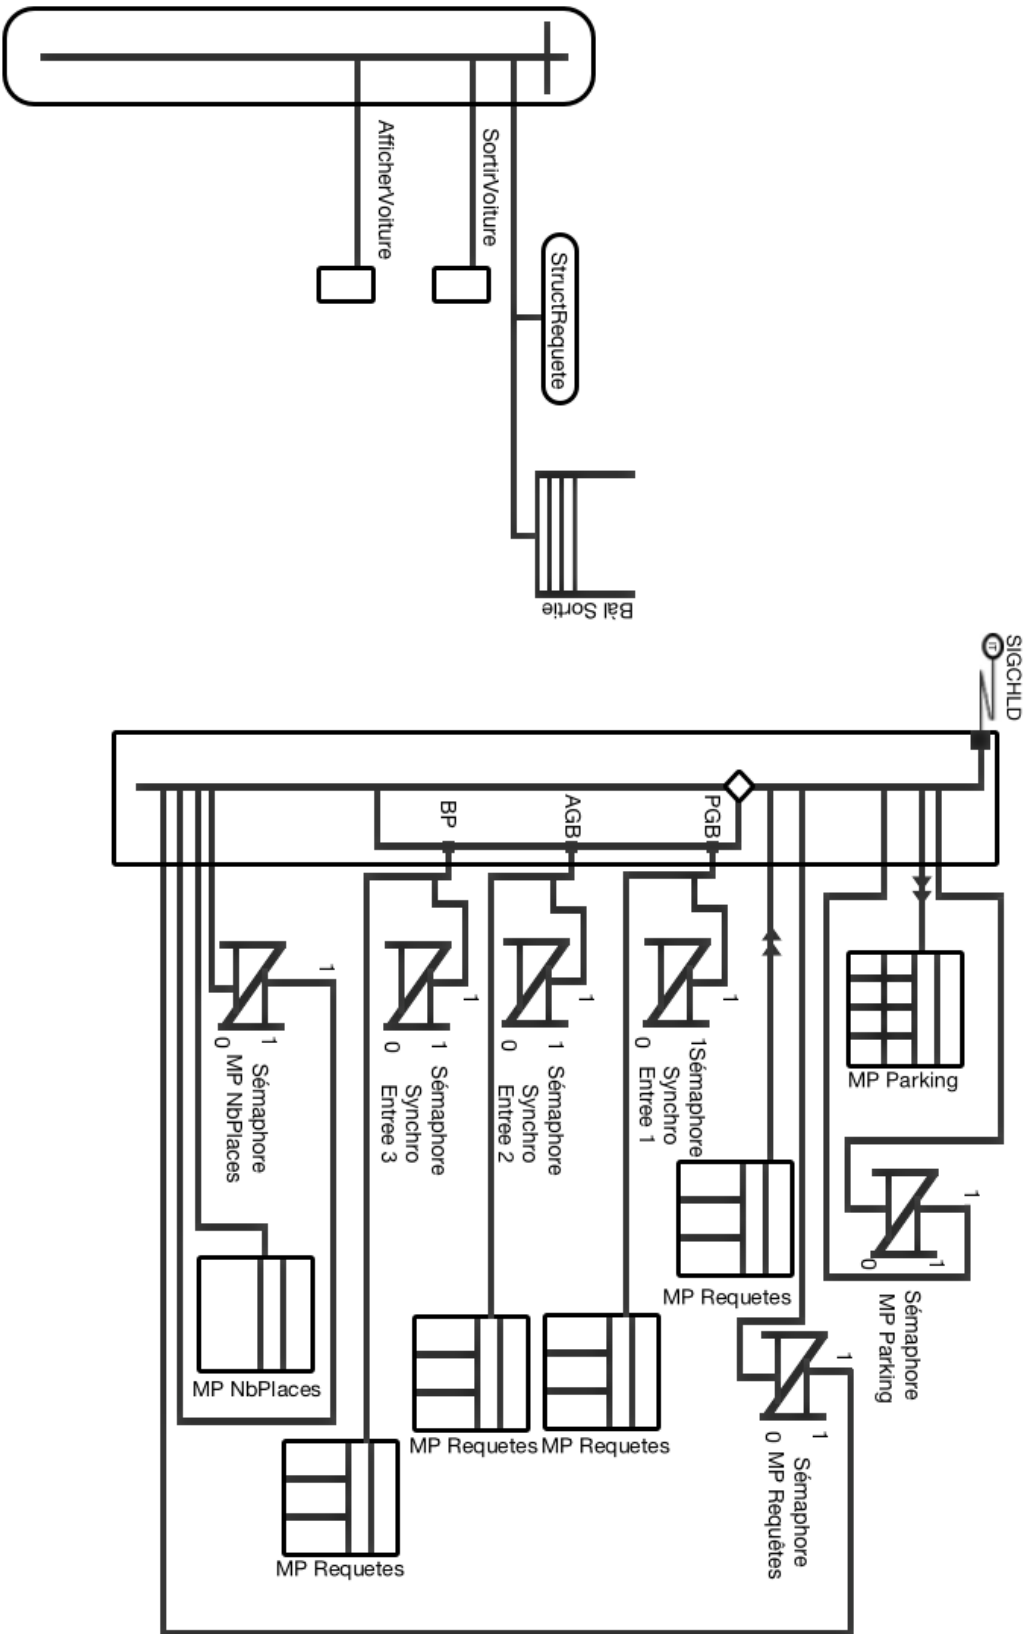 AfficherVoiture
SortirVoiture
StructRequete
Bàl Sortie
SIGCHLD
IT
BP
AGB
PGB
1
1
0
Sémaphore
MP NbPlaces
1
1
0
Sémaphore
Synchro
Entree 3
1
1
0
Sémaphore
Synchro
Entree 2
1
1
0
Sémaphore
Synchro
Entree 1
MP Parking
1
1
0
Sémaphore
MP Parking
MP Requetes
1
1
0
Sémaphore
MP Requêtes
MP NbPlaces
MP Requetes
MP Requetes
MP Requetes